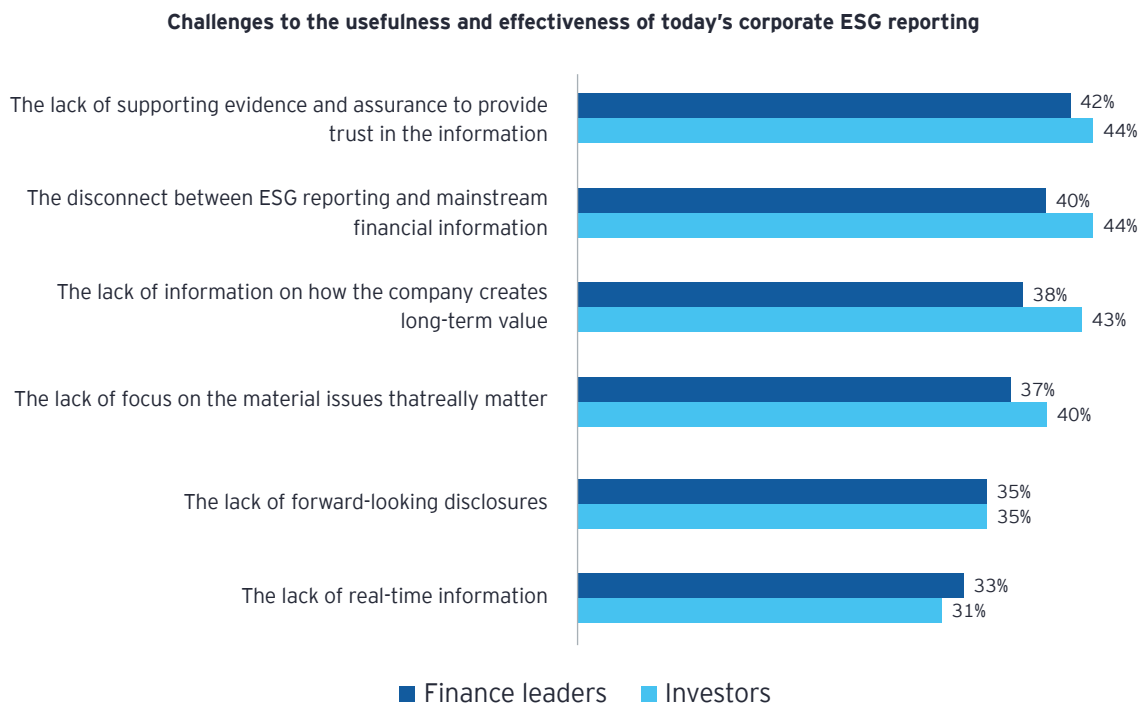 Challenges to the usefulness and effectiveness of today's corporate ESG reporting
The lack of supporting evidence and assurance to provide
trust in the information
42%
44%
The disconnect between ESG reporting and mainstream
financial information
40%
44%
The lack of information on how the company creates
long-term value
38%
43%
The lack of focus on the material issues thatreally matter
37%
40%
The lack of forward-looking disclosures
35%
35%
The lack of real-time information
33%
31%
Finance leaders
Investors